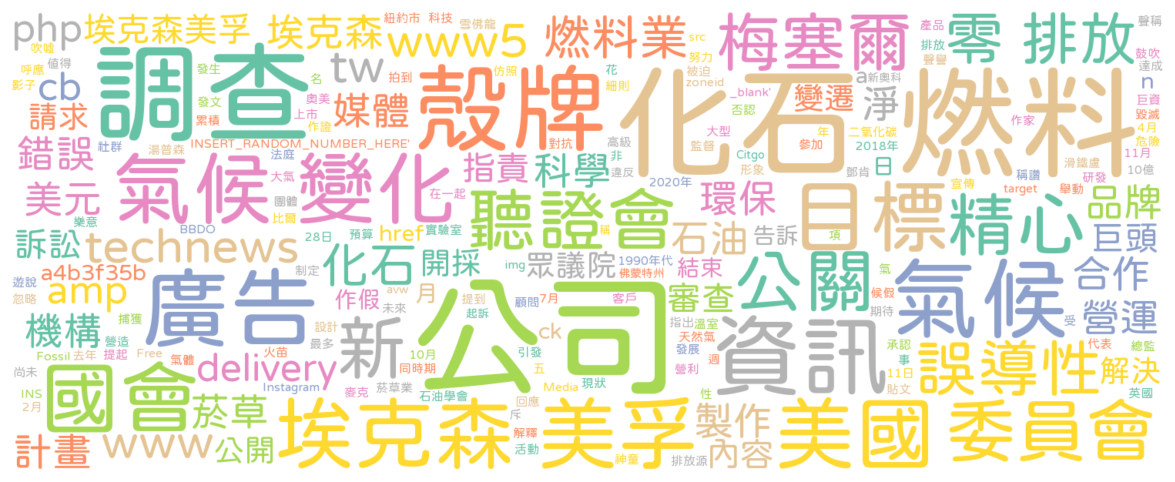 php 埃克森美孚 埃克森 紐約市 科技 雪佛龍 www5 燃料業 src 梅塞爾 零 排放 產品 聲稱
吹噓 值得 呼應 影子 發生 發文 累積 名 奧美 上市 作證 tw 拍到 仿照 花 細則 努力 被迫 zoneid 排放 聲譽 鼓吹 達成
cb 調查 媒體 殼牌 化石 _blank' 否認 變遷 a 新奧科 淨 燃料 n 巨資 毀滅
請求 社群 湯普森 INSERT_RANDOM_NUMBER_HERE' 法庭 對抗 高級 非 違反 大型 監督 年 參加 二氧化碳 2018年 作家 4月 危險
錯誤 氣候 變化 大氣 團體 比爾 指責 科學 Citgo 形象 鄧肯 日 滑鐵盧 11月 10億
美元 樂意 在一起 聽證會 2020年 環保 目標 宣傳 稱讚 target 研發 舉動 精心 品牌
訴訟 technews BBDO 28日 預算 href 實驗室 稱 1990年代 石油 告訴 項 巨頭
遊說 忽略 a4b3f35b amp 制定 化石 開採 img 眾議院 佛蒙特州 結束 公關 氣 候假 期待 氣候 合作
機構 營造 捕獲 廣告 設計 最多 作假 avw 未來 月 提到 起訴 顧問 7月 客戶 審查 受 營運
Fossil 去年 提起 Free 氣體 火苗 新 10月 同時期 公司 ck 引發 五 指出 溫室 天然氣 發展 週 資訊 承認 事 代表 總監
尚未 INS 2月 國會 菸草 delivery Instagram 麥克 菸草業 石油學會 Media 現狀 營利 性 11日 貼文 誤導性 解決 英國
計畫 www 公開 埃克森 美孚 回應 斥 解釋 活動 神童 排放源 製作 內容 美國 委員會